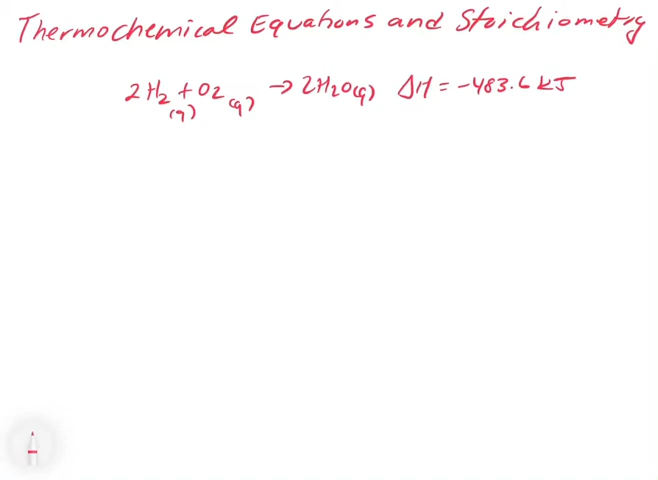 Thermochemical Equations and Stoichiometry
2H₂(g) + O₂(g) → 2H₂O(g) ΔH = -483.6 kJ